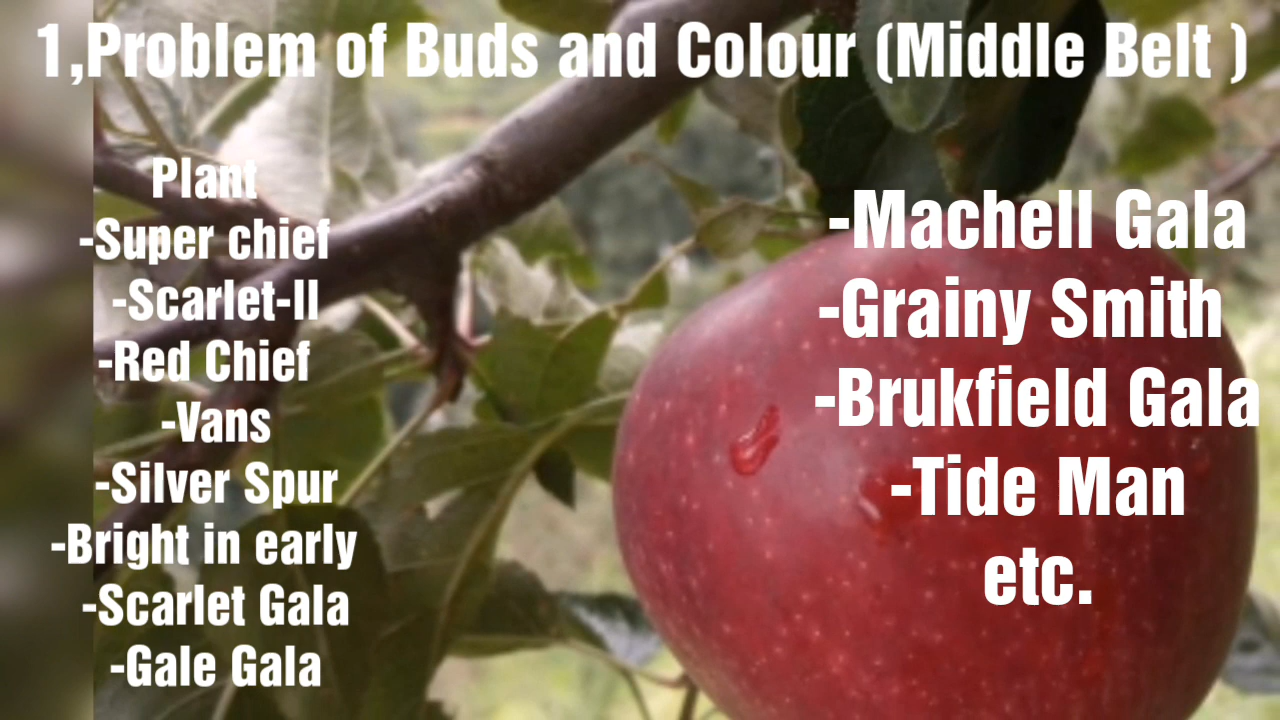 1,Problem of Buds and Colour (Middle Belt )
Plant
-Super chief
-Scarlet-II
-Red Chief
-Vans
-Silver Spur
-Bright in early
-Scarlet Gala
-Gale Gala
-Machell Gala
-Grainy Smith
-Brukfield Gala
-Tide Man
etc.